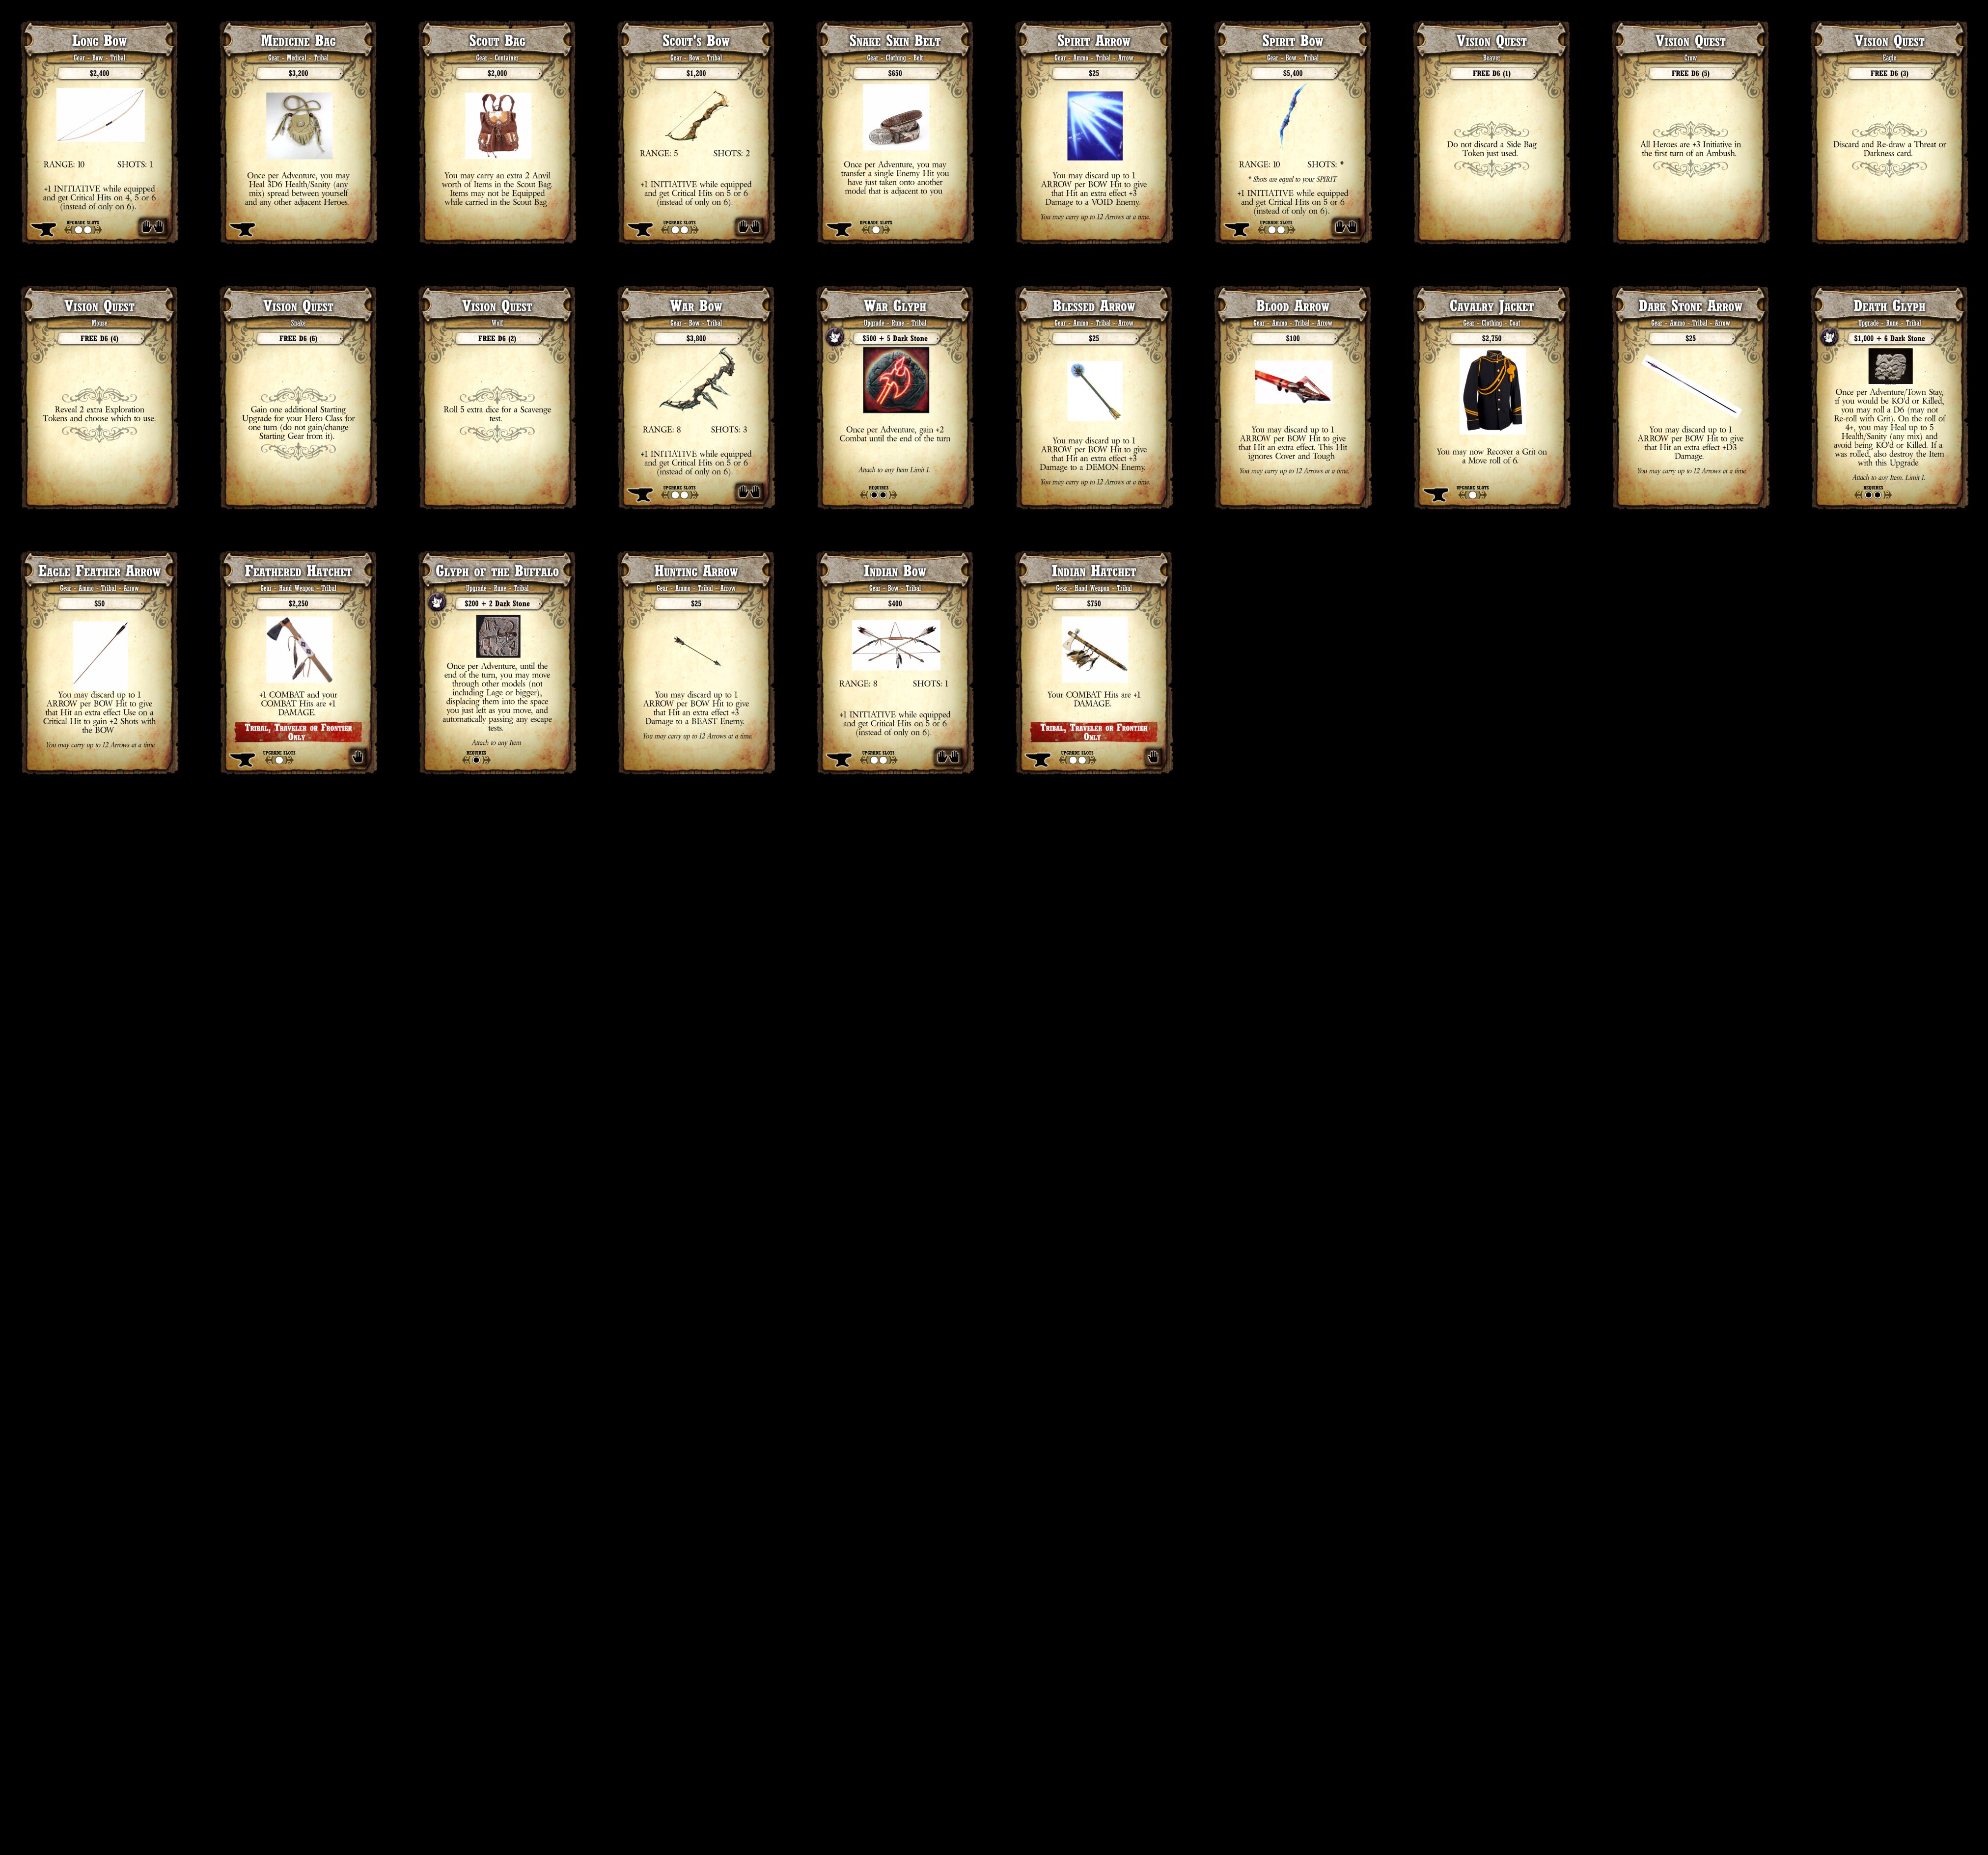 LONG BOW
Gear - Bow - Tribal
$2,400
RANGE: 10 SHOTS: 1
+1 INITIATIVE while equipped
and get Critical Hits on 4, 5 or 6
(instead of only on 6).
UPGRADE SLOTS
MEDICINE BAG
Gear - Medical - Tribal
$3,200
Once per Adventure, you may
Heal 3D6 Health/Sanity (any
mix) spread between yourself
and any other adjacent Heroes.
SCOUT BAG
Gear - Container
$2,000
You may carry an extra 2 Anvil
worth of Items in the Scout Bag.
Items may not be Equipped
while carried in the Scout Bag
SCOUT'S BOW
Gear - Bow - Tribal
$1,200
RANGE: 5 SHOTS: 2
+1 INITIATIVE while equipped
and get Critical Hits on 5 or 6
(instead of only on 6).
UPGRADE SLOTS
SNAKE SKIN BELT
Gear - Clothing - Belt
$650
Once per Adventure, you may
transfer a single Enemy Hit you
have just taken onto another
model that is adjacent to you
UPGRADE SLOTS
SPIRIT ARROW
Gear - Ammo - Tribal - Arrow
$25
You may discard up to 1
ARROW per BOW Hit to give
that Hit an extra effect +3
Damage to a VOID Enemy.
You may carry up to 12 Arrows at a time.
SPIRIT BOW
Gear - Bow - Tribal
$5,400
RANGE: 10 SHOTS: *
* Shots are equal to your SPIRIT
+1 INITIATIVE while equipped
and get Critical Hits on 5 or 6
(instead of only on 6).
UPGRADE SLOTS
VISION QUEST
Beaver
FREE D6 (1)
Do not discard a Side Bag
Token just used.
VISION QUEST
Crow
FREE D6 (5)
All Heroes are +3 Initiative in
the first turn of an Ambush.
VISION QUEST
Eagle
FREE D6 (3)
Discard and Re-draw a Threat or
Darkness card.
VISION QUEST
Mouse
FREE D6 (4)
Reveal 2 extra Exploration
Tokens and choose which to use.
VISION QUEST
Snake
FREE D6 (6)
Gain one additional Starting
Upgrade for your Hero Class for
one turn (do not gain/change
Starting Gear from it).
VISION QUEST
Wolf
FREE D6 (2)
Roll 5 extra dice for a Scavenge
test.
WAR BOW
Gear - Bow - Tribal
$3,800
RANGE: 8 SHOTS: 3
+1 INITIATIVE while equipped
and get Critical Hits on 5 or 6
(instead of only on 6).
UPGRADE SLOTS
WAR GLYPH
Upgrade - Rune - Tribal
$500 + 5 Dark Stone
Once per Adventure, gain +2
Combat until the end of the turn
Attach to any Item Limit 1.
REQUIRES
BLESSED ARROW
Gear - Ammo - Tribal - Arrow
$25
You may discard up to 1
ARROW per BOW Hit to give
that Hit an extra effect +3
Damage to a DEMON Enemy.
You may carry up to 12 Arrows at a time.
BLOOD ARROW
Gear - Ammo - Tribal - Arrow
$100
You may discard up to 1
ARROW per BOW Hit to give
that Hit an extra effect. This Hit
ignores Cover and Tough
You may carry up to 12 Arrows at a time.
CAVALRY JACKET
Gear - Clothing - Coat
$2,750
You may now Recover a Grit on
a Move roll of 6.
UPGRADE SLOTS
DARK STONE ARROW
Gear - Ammo - Tribal - Arrow
$25
You may discard up to 1
ARROW per BOW Hit to give
that Hit an extra effect +D3
Damage.
You may carry up to 12 Arrows at a time.
DEATH GLYPH
Upgrade - Rune - Tribal
$1,000 + 6 Dark Stone
Once per Adventure/Town Stay,
if you would be KO'd or Killed,
you may roll a D6 (may not
Re-roll with Grit). On the roll of
4+, you may Heal up to 5
Health/Sanity (any mix) and
avoid being KO'd or Killed. If a
was rolled, also destroy the Item
with this Upgrade
Attach to any Item. Limit 1.
REQUIRES
EAGLE FEATHER ARROW
Gear - Ammo - Tribal - Arrow
$50
You may discard up to 1
ARROW per BOW Hit to give
that Hit an extra effect Use on a
Critical Hit to gain +2 Shots with
the BOW
You may carry up to 12 Arrows at a time.
FEATHERED HATCHET
Gear - Hand Weapon - Tribal
$2,250
+1 COMBAT and your
COMBAT Hits are +1
DAMAGE.
TRIBAL, TRAVELER OR FRONTIER
ONLY
UPGRADE SLOTS
GLYPH OF THE BUFFALO
Upgrade - Rune - Tribal
$200 + 2 Dark Stone
Once per Adventure, until the
end of the turn, you may move
through other models (not
including Lage or bigger),
displacing them into the space
you just left as you move, and
automatically passing any escape
tests.
Attach to any Item
REQUIRES
HUNTING ARROW
Gear - Ammo - Tribal - Arrow
$25
You may discard up to 1
ARROW per BOW Hit to give
that Hit an extra effect +3
Damage to a BEAST Enemy.
You may carry up to 12 Arrows at a time.
INDIAN BOW
Gear - Bow - Tribal
$400
RANGE: 8 SHOTS: 1
+1 INITIATIVE while equipped
and get Critical Hits on 5 or 6
(instead of only on 6).
UPGRADE SLOTS
INDIAN HATCHET
Gear - Hand Weapon - Tribal
$750
Your COMBAT Hits are +1
DAMAGE.
TRIBAL, TRAVELER OR FRONTIER
ONLY
UPGRADE SLOTS